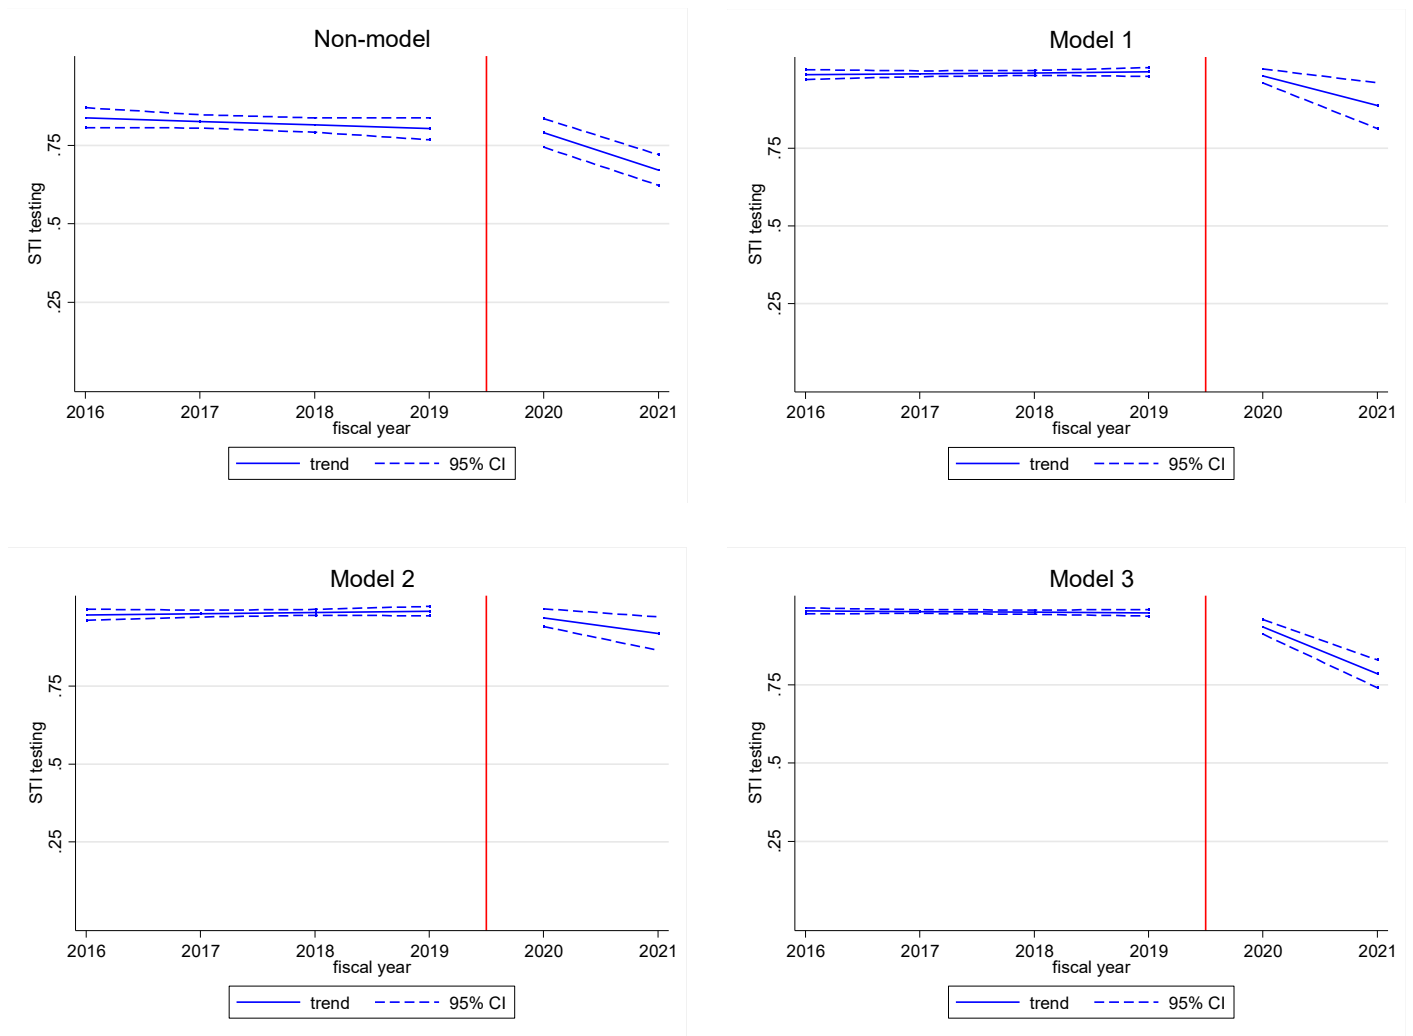 Non-model
STI testing
.75
.5
.25
2016 2017 2018 2019 2020 2021
fiscal year
trend 95% CI
Model 1
STI testing
.75
.5
.25
2016 2017 2018 2019 2020 2021
fiscal year
trend 95% CI
Model 2
STI testing
.75
.5
.25
2016 2017 2018 2019 2020 2021
fiscal year
trend 95% CI
Model 3
STI testing
.75
.5
.25
2016 2017 2018 2019 2020 2021
fiscal year
trend 95% CI